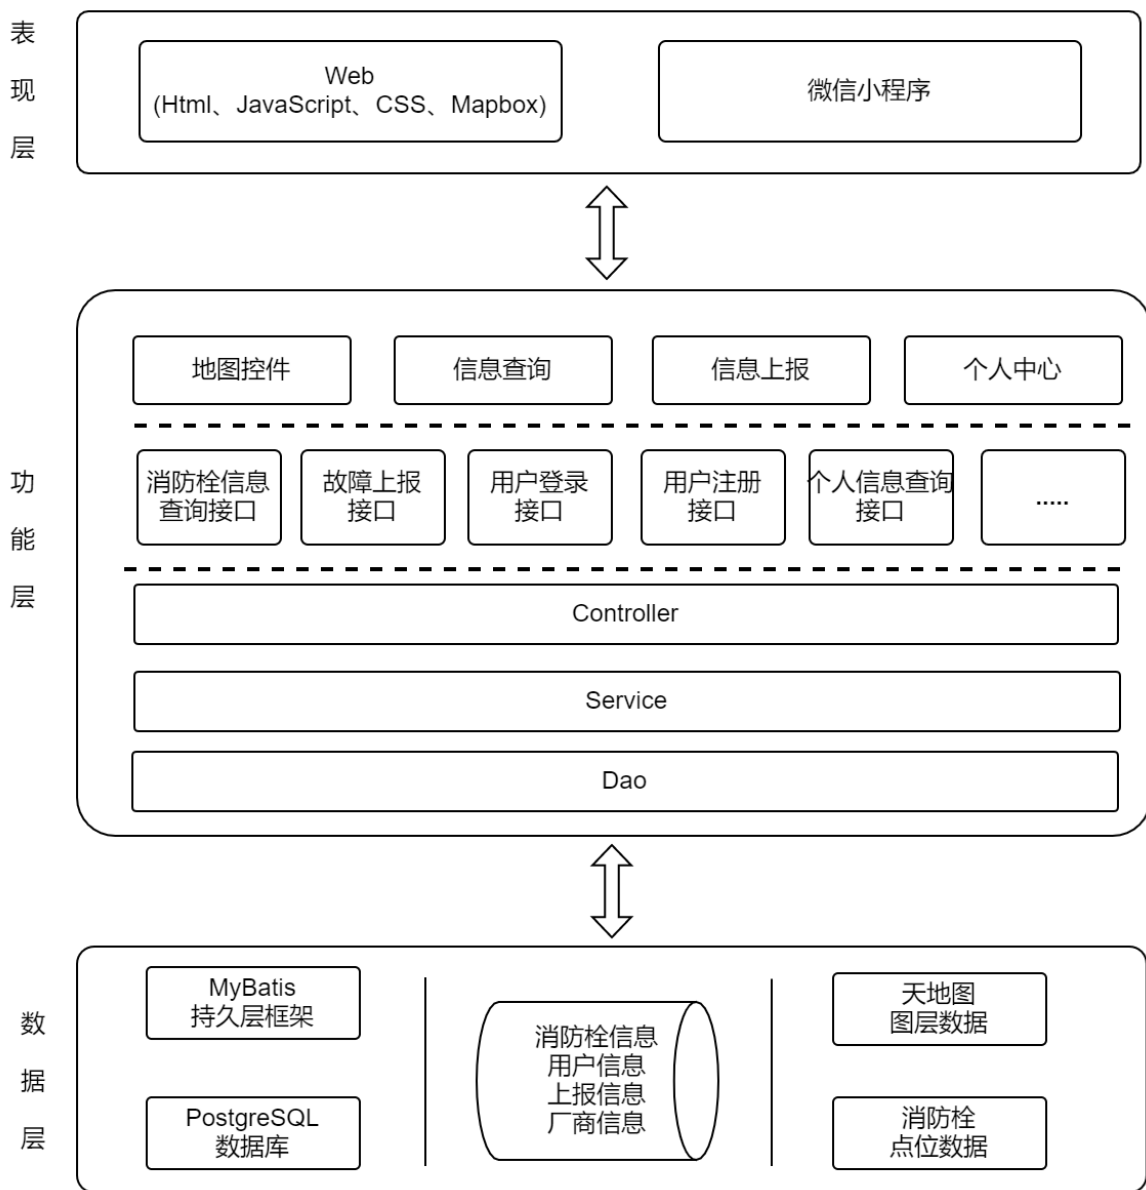 表现层
Web
(Html、JavaScript、CSS、Mapbox)
微信小程序
功能层
地图控件
信息查询
信息上报
个人中心
消防栓信息
查询接口
故障上报
接口
用户登录
接口
用户注册
接口
个人信息查询
接口
.....
Controller
Service
Dao
数据层
MyBatis
持久层框架
PostgreSQL
数据库
消防栓信息
用户信息
上报信息
厂商信息
天地图
图层数据
消防栓
点位数据